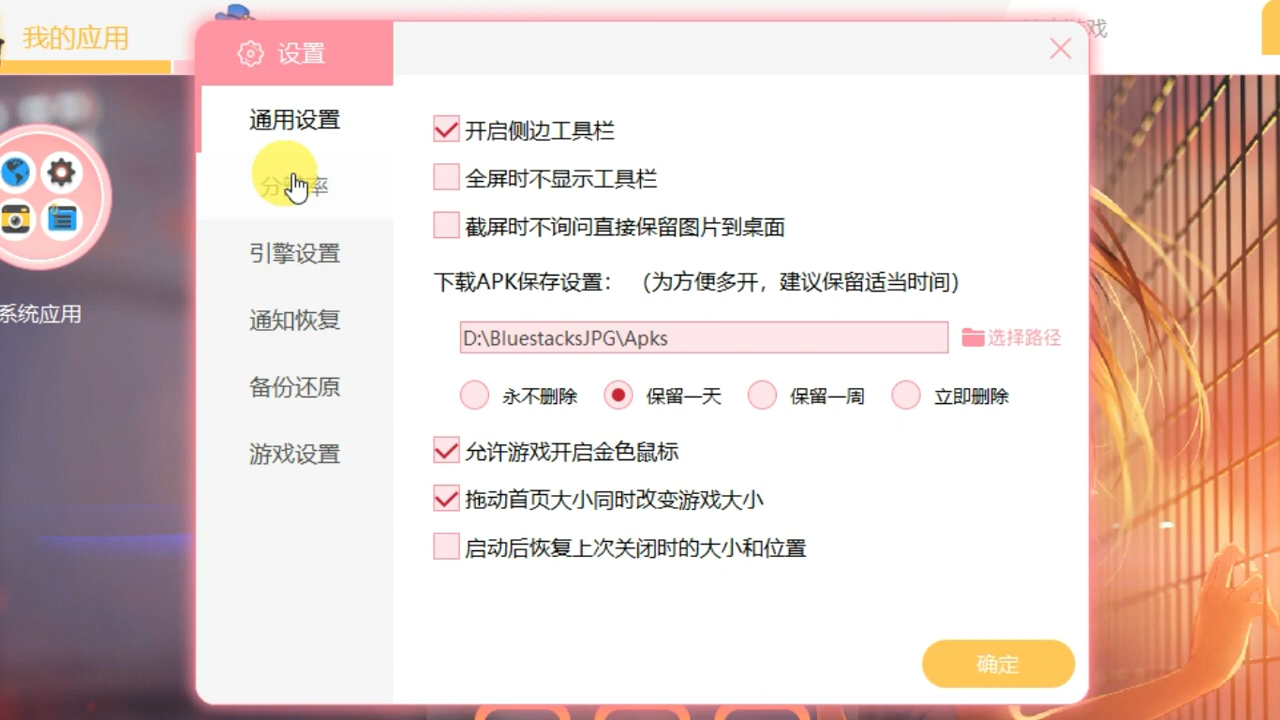 我的应用
设置
通用设置
引擎设置
通知恢复
备份还原
游戏设置
系统应用
开启侧边工具栏
全屏时不显示工具栏
截屏时不询问直接保留图片到桌面
下载APK保存设置： （为方便多开，建议保留适当时间）
D:\BluestacksJPG\Apks
选择路径
永不删除 保留一天 保留一周 立即删除
允许游戏开启金色鼠标
拖动首页大小同时改变游戏大小
启动后恢复上次关闭时的大小和位置
确定